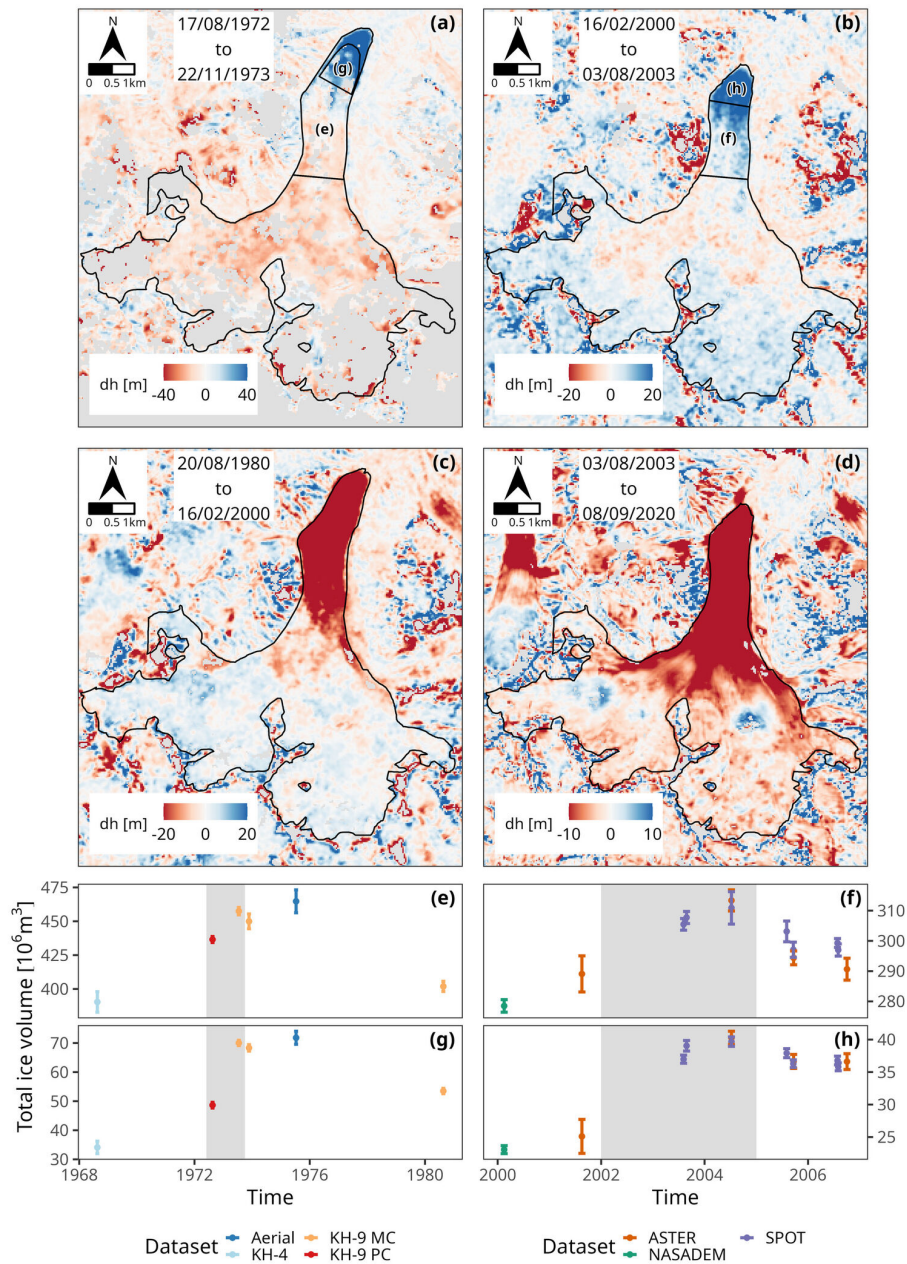 (a)
17/08/1972
to
22/11/1973
N
0 0.5 1km
(g)
(e)
dh [m]
-40 0 40
(b)
16/02/2000
to
03/08/2003
N
0 0.5 1km
(h)
(f)
dh [m]
-20 0 20
(c)
20/08/1980
to
16/02/2000
N
0 0.5 1km
dh [m]
-20 0 20
(d)
03/08/2003
to
08/09/2020
N
0 0.5 1km
dh [m]
-10 0 10
Total ice volume [10⁶m³]
(e)
475
450
425
400
(f)
310
300
290
280
(g)
70
60
50
40
30
(h)
40
35
30
25
1968 1972 1976 1980
Time
2000 2002 2004 2006
Time
Dataset
Aerial
KH-4
KH-9 MC
KH-9 PC
Dataset
ASTER
NASADEM
SPOT